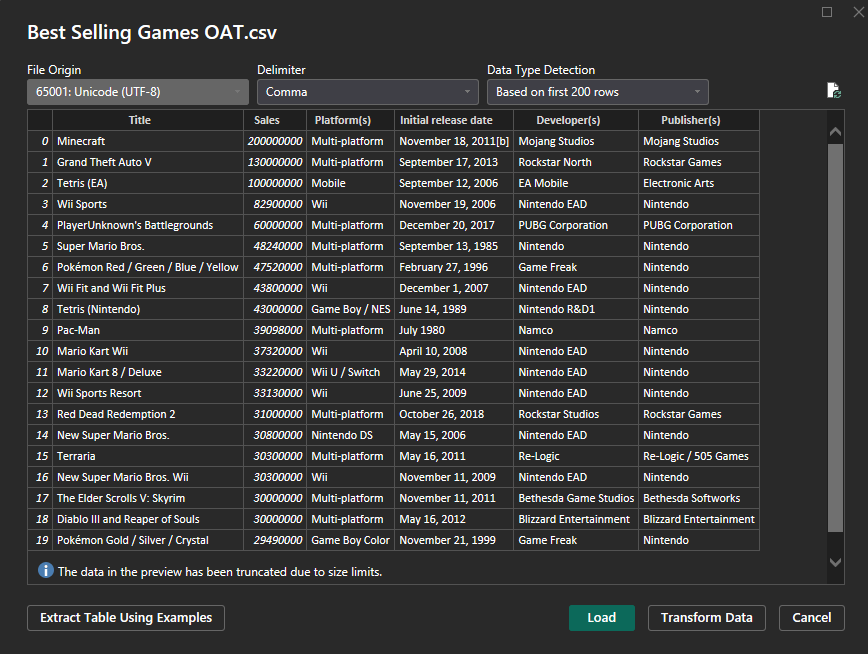 Best Selling Games OAT.csv
File Origin Delimiter Data Type Detection
65001: Unicode (UTF-8) Comma Based on first 200 rows
Title Sales Platform(s) Initial release date Developer(s) Publisher(s)
0 Minecraft 200000000 Multi-platform November 18, 2011[b] Mojang Studios Mojang Studios
1 Grand Theft Auto V 130000000 Multi-platform September 17, 2013 Rockstar North Rockstar Games
2 Tetris (EA) 100000000 Mobile September 12, 2006 EA Mobile Electronic Arts
3 Wii Sports 82900000 Wii November 19, 2006 Nintendo EAD Nintendo
4 PlayerUnknown's Battlegrounds 60000000 Multi-platform December 20, 2017 PUBG Corporation PUBG Corporation
5 Super Mario Bros. 48240000 Multi-platform September 13, 1985 Nintendo Nintendo
6 Pokémon Red / Green / Blue / Yellow 47520000 Multi-platform February 27, 1996 Game Freak Nintendo
7 Wii Fit and Wii Fit Plus 43800000 Wii December 1, 2007 Nintendo EAD Nintendo
8 Tetris (Nintendo) 43000000 Game Boy / NES June 14, 1989 Nintendo R&D1 Nintendo
9 Pac-Man 39098000 Multi-platform July 1980 Namco Namco
10 Mario Kart Wii 37320000 Wii April 10, 2008 Nintendo EAD Nintendo
11 Mario Kart 8 / Deluxe 33220000 Wii U / Switch May 29, 2014 Nintendo EAD Nintendo
12 Wii Sports Resort 33130000 Wii June 25, 2009 Nintendo EAD Nintendo
13 Red Dead Redemption 2 31000000 Multi-platform October 26, 2018 Rockstar Studios Rockstar Games
14 New Super Mario Bros. 30800000 Nintendo DS May 15, 2006 Nintendo EAD Nintendo
15 Terraria 30300000 Multi-platform May 16, 2011 Re-Logic Re-Logic / 505 Games
16 New Super Mario Bros. Wii 30300000 Wii November 11, 2009 Nintendo EAD Nintendo
17 The Elder Scrolls V: Skyrim 30000000 Multi-platform November 11, 2011 Bethesda Game Studios Bethesda Softworks
18 Diablo III and Reaper of Souls 30000000 Multi-platform May 16, 2012 Blizzard Entertainment Blizzard Entertainment
19 Pokémon Gold / Silver / Crystal 29490000 Game Boy Color November 21, 1999 Game Freak Nintendo
The data in the preview has been truncated due to size limits.
Extract Table Using Examples Load Transform Data Cancel